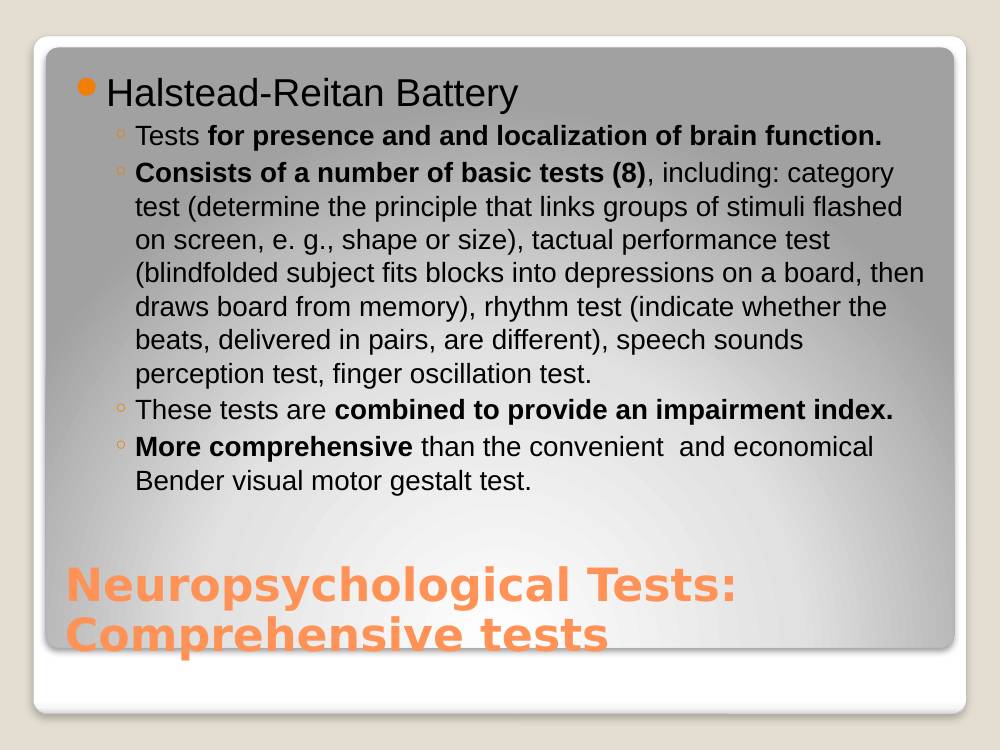 Halstead-Reitan Battery
Tests for presence and and localization of brain function.
Consists of a number of basic tests (8), including: category
test (determine the principle that links groups of stimuli flashed
on screen, e. g., shape or size), tactual performance test
(blindfolded subject fits blocks into depressions on a board, then
draws board from memory), rhythm test (indicate whether the
beats, delivered in pairs, are different), speech sounds
perception test, finger oscillation test.
These tests are combined to provide an impairment index.
More comprehensive than the convenient  and economical
Bender visual motor gestalt test.
Neuropsychological Tests:
Comprehensive tests